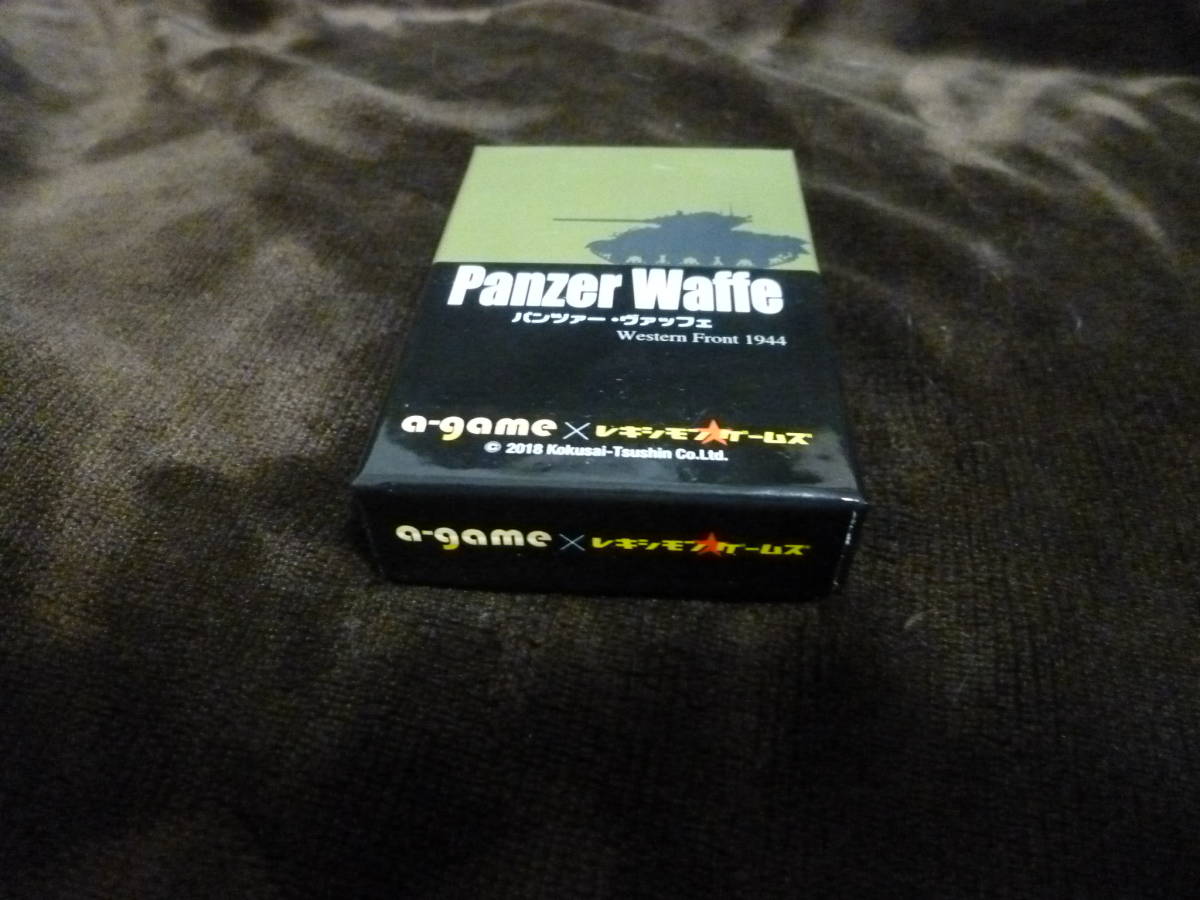 Panzer Waffe
パンツァー・ヴァッフェ
Western Front 1944
a-game×レキシモン★ゲームズ
© 2018 Kokusai-Tsushin Co.Ltd.
a-game×レキシモン★ゲームズ